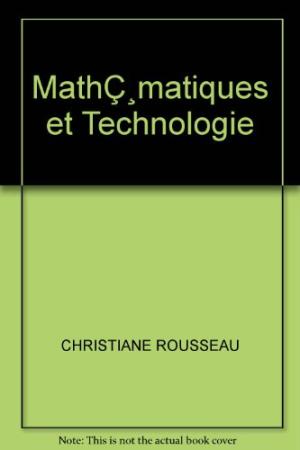 MathÇ¸matiques
et Technologie
CHRISTIANE ROUSSEAU
Note: This is not the actual book cover